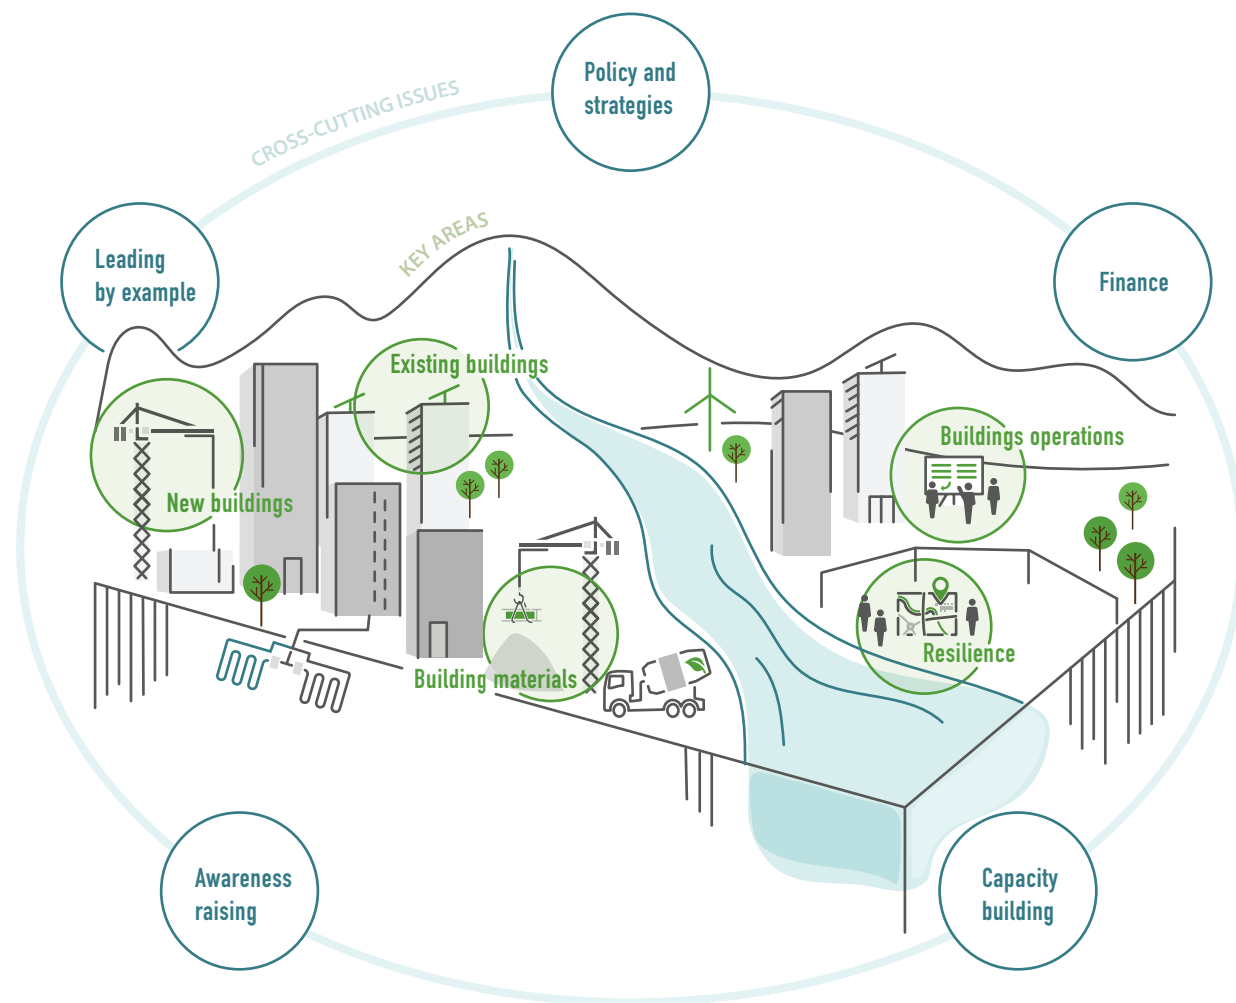 Policy and
strategies
CROSS-CUTTING ISSUES
Leading
by example
KEY AREAS
Finance
Existing buildings
Buildings operations
New buildings
Resilience
Building materials
Awareness
raising
Capacity
building